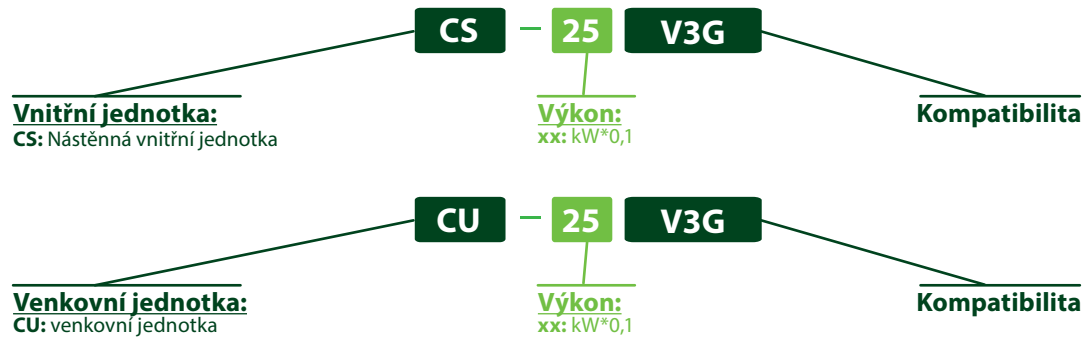 CS – 25 V3G
Vnitřní jednotka: Výkon: Kompatibilita
CS: Nástěnná vnitřní jednotka xx: kW*0,1
CU – 25 V3G
Venkovní jednotka: Výkon: Kompatibilita
CU: venkovní jednotka xx: kW*0,1